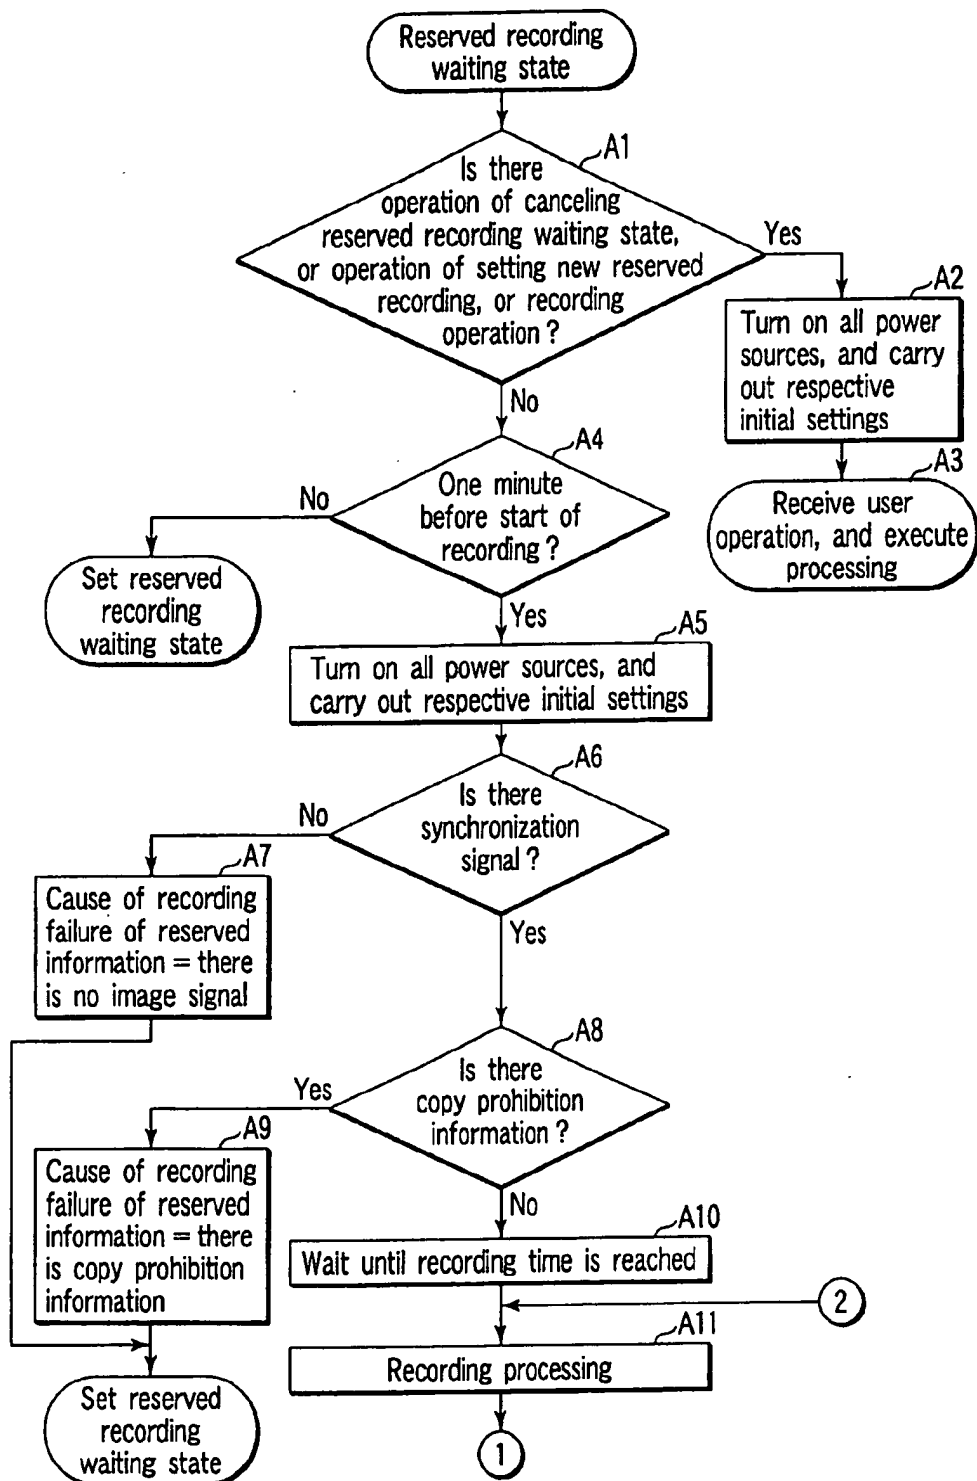 Reserved recording
waiting state
A1
Is there
operation of canceling
reserved recording waiting state,
or operation of setting new reserved
recording, or recording
operation?
Yes
A2
Turn on all power
sources, and carry
out respective
initial settings
No
A3
Receive user
operation, and execute
processing
A4
One minute
before start of
recording?
No
Set reserved
recording
waiting state
Yes
A5
Turn on all power sources, and
carry out respective initial settings
A6
Is there
synchronization
signal?
No
A7
Cause of recording
failure of reserved
information = there
is no image signal
Yes
A8
Is there
copy prohibition
information?
Yes
A9
Cause of recording
failure of reserved
information = there
is copy prohibition
information
No
A10
Wait until recording time is reached
2
A11
Recording processing
Set reserved
recording
waiting state
1